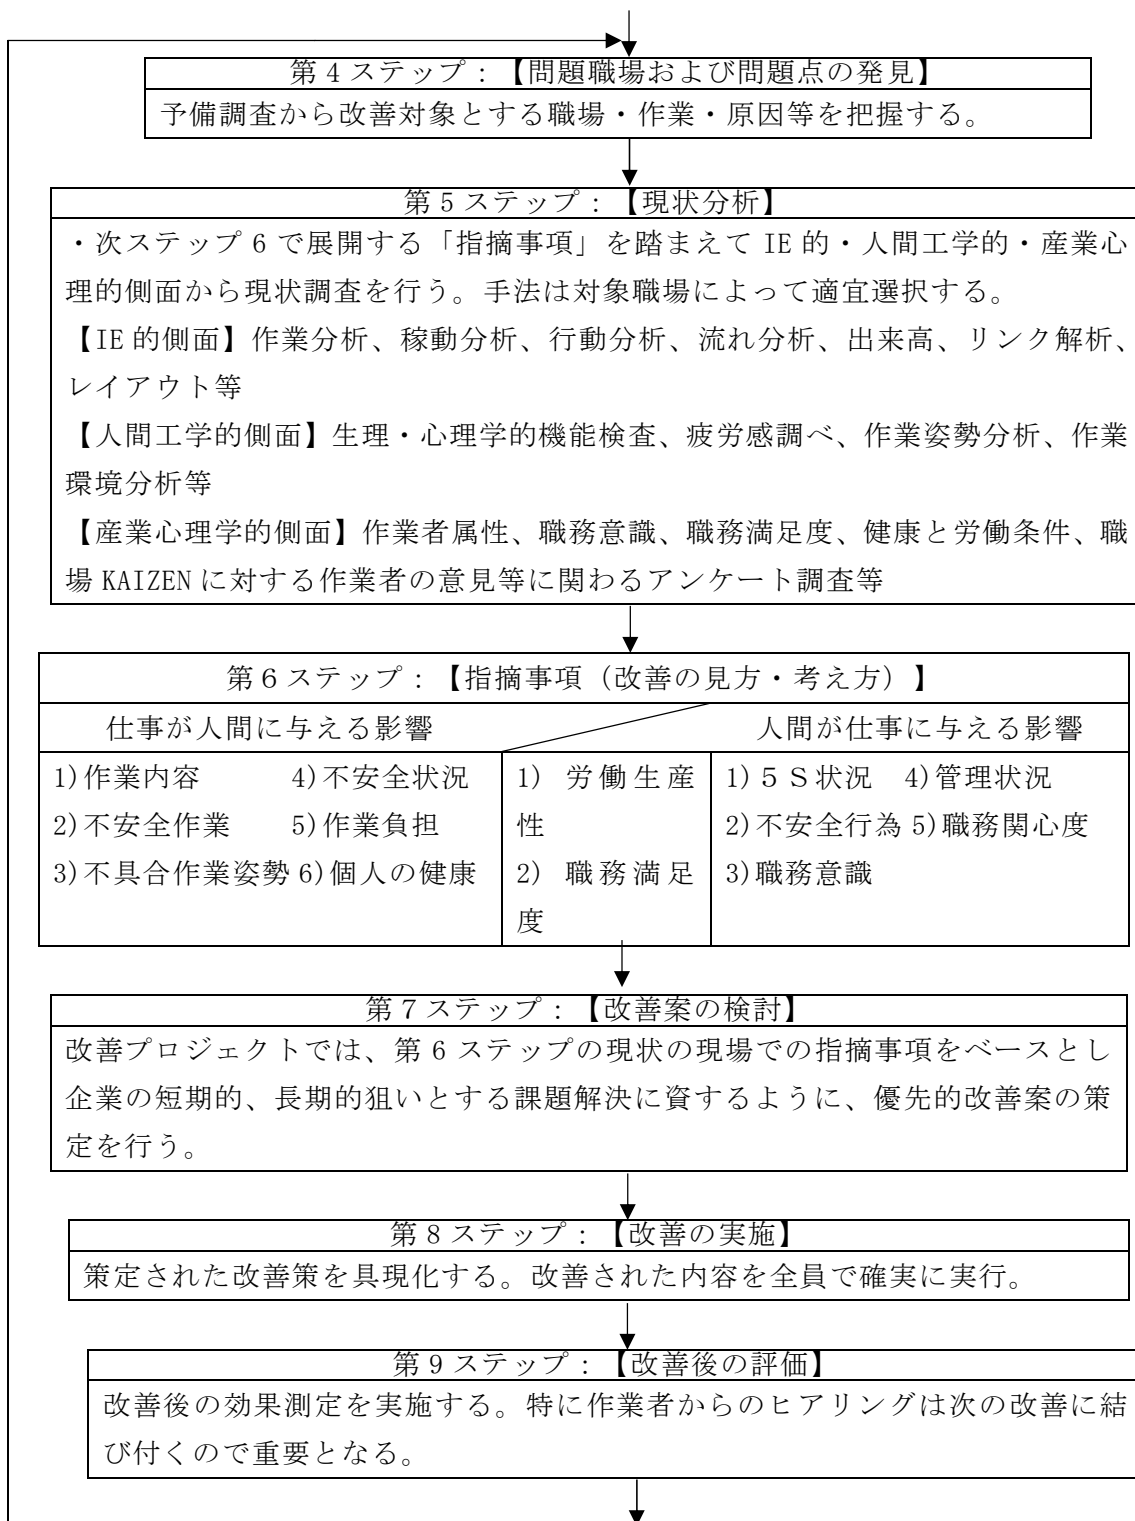 第4ステップ：【問題職場および問題点の発見】
予備調査から改善対象とする職場・作業・原因等を把握する。
第5ステップ：【現状分析】
・次ステップ6で展開する「指摘事項」を踏まえてIE的・人間工学的・産業心
理的側面から現状調査を行う。手法は対象職場によって適宜選択する。
【IE的側面】作業分析、稼動分析、行動分析、流れ分析、出来高、リンク解析、
レイアウト等
【人間工学的側面】生理・心理学的機能検査、疲労感調べ、作業姿勢分析、作業
環境分析等
【産業心理学的側面】作業者属性、職務意識、職務満足度、健康と労働条件、職
場KAIZENに対する作業者の意見等に関わるアンケート調査等
第6ステップ：【指摘事項（改善の見方・考え方）】
仕事が人間に与える影響
人間が仕事に与える影響
1)作業内容 4)不安全状況
2)不安全作業 5)作業負担
3)不具合作業姿勢 6)個人の健康
1) 労働生産
性
2) 職務満足
度
1)５Ｓ状況 4)管理状況
2)不安全行為 5)職務関心度
3)職務意識
第7ステップ：【改善案の検討】
改善プロジェクトでは、第6ステップの現状の現場での指摘事項をベースとし
企業の短期的、長期的狙いとする課題解決に資するように、優先的改善案の策
定を行う。
第8ステップ：【改善の実施】
策定された改善策を具現化する。改善された内容を全員で確実に実行。
第9ステップ：【改善後の評価】
改善後の効果測定を実施する。特に作業者からのヒアリングは次の改善に結
び付くので重要となる。